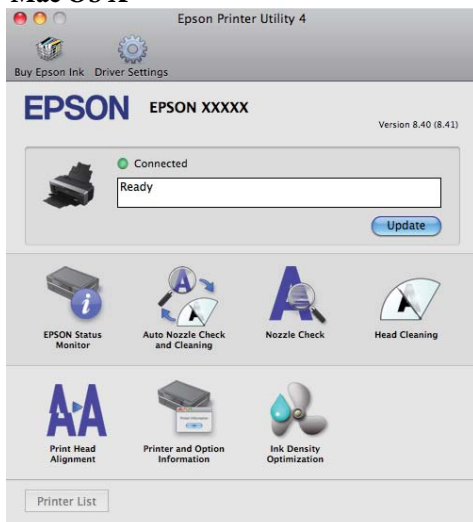 Mac OS X
Epson Printer Utility 4
Buy Epson Ink Driver Settings
EPSON EPSON XXXXX
Version 8.40 (8.41)
Connected
Ready
Update
EPSON Status Monitor
Auto Nozzle Check and Cleaning
Nozzle Check
Head Cleaning
Print Head Alignment
Printer and Option Information
Ink Density Optimization
Printer List